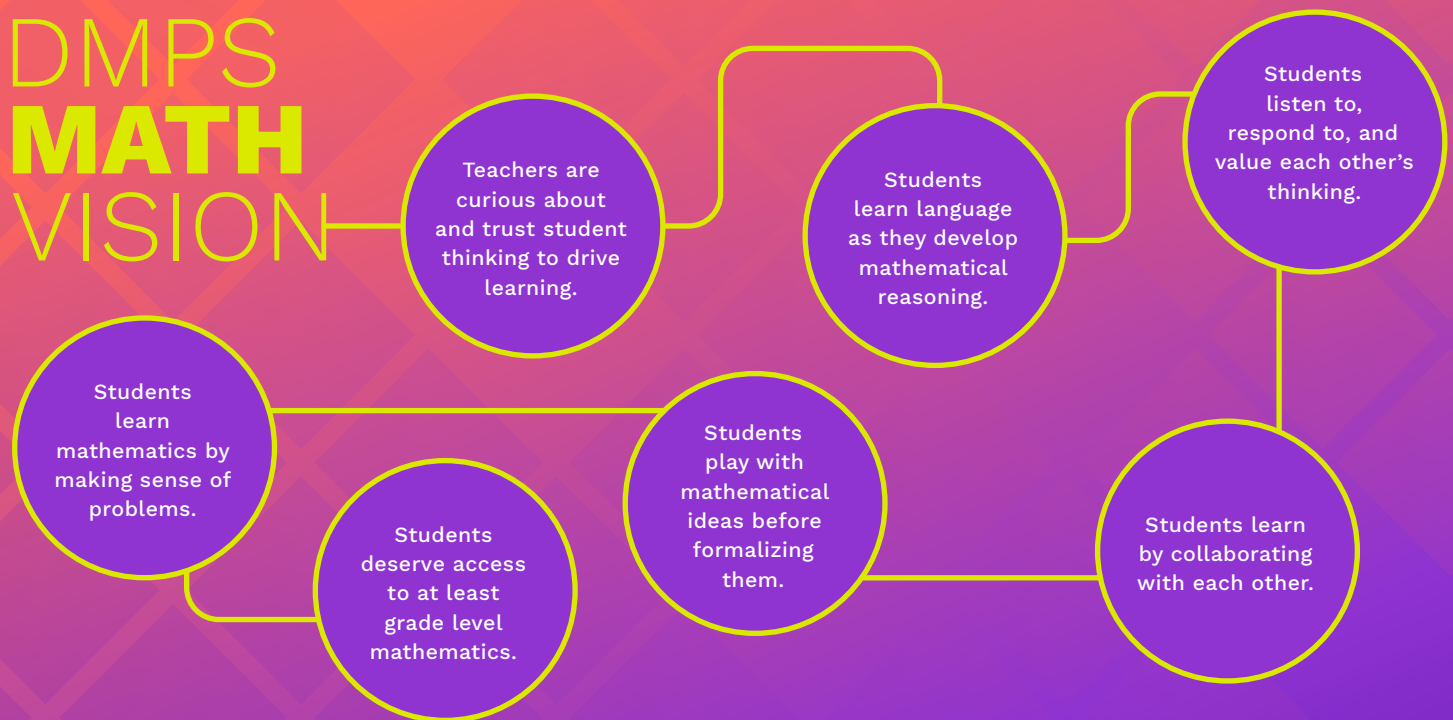 DMPS
MATH
VISION
Teachers are
curious about
and trust student
thinking to drive
learning.
Students
learn language
as they develop
mathematical
reasoning.
Students
listen to,
respond to, and
value each other’s
thinking.
Students learn
by collaborating
with each other.
Students
play with
mathematical
ideas before
formalizing
them.
Students
learn
mathematics by
making sense of
problems.
Students
deserve access
to at least
grade level
mathematics.